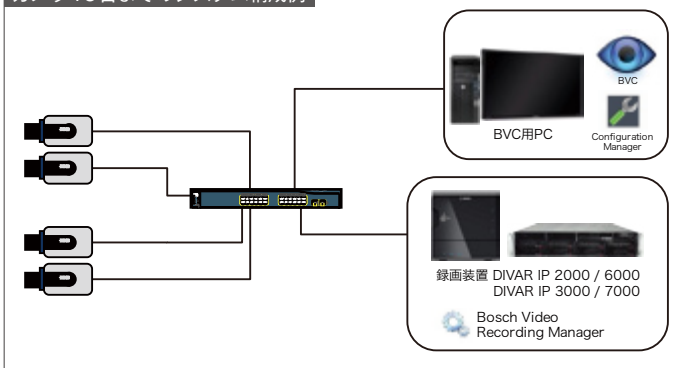 BVC
BVC用PC
Configuration
Manager
録画装置 DIVAR IP 2000 / 6000
DIVAR IP 3000 / 7000
Bosch Video
Recording Manager